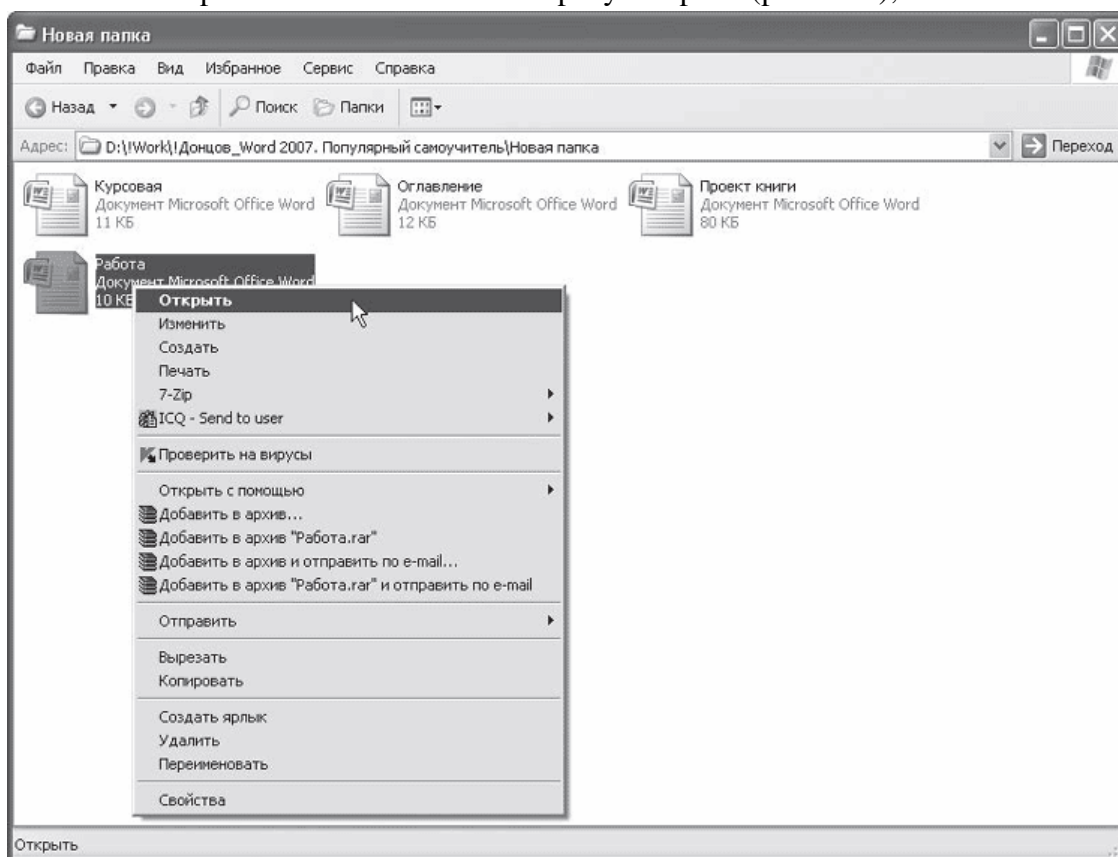 Новая папка
Файл Правка Вид Избранное Сервис Справка
Назад Поиск Папки
Адрес: D:\!Work\!Донцов_Word 2007. Популярный самоучитель\Новая папка Переход
Курсовая
Документ Microsoft Office Word
11 КБ
Оглавление
Документ Microsoft Office Word
12 КБ
Проект книги
Документ Microsoft Office Word
80 КБ
Работа
Документ Microsoft Office Word
10 КБ
Открыть
Изменить
Создать
Печать
7-Zip
ICQ - Send to user
Проверить на вирусы
Открыть с помощью
Добавить в архив...
Добавить в архив "Работа.rar"
Добавить в архив и отправить по e-mail...
Добавить в архив "Работа.rar" и отправить по e-mail
Отправить
Вырезать
Копировать
Создать ярлык
Удалить
Переименовать
Свойства
Открыть